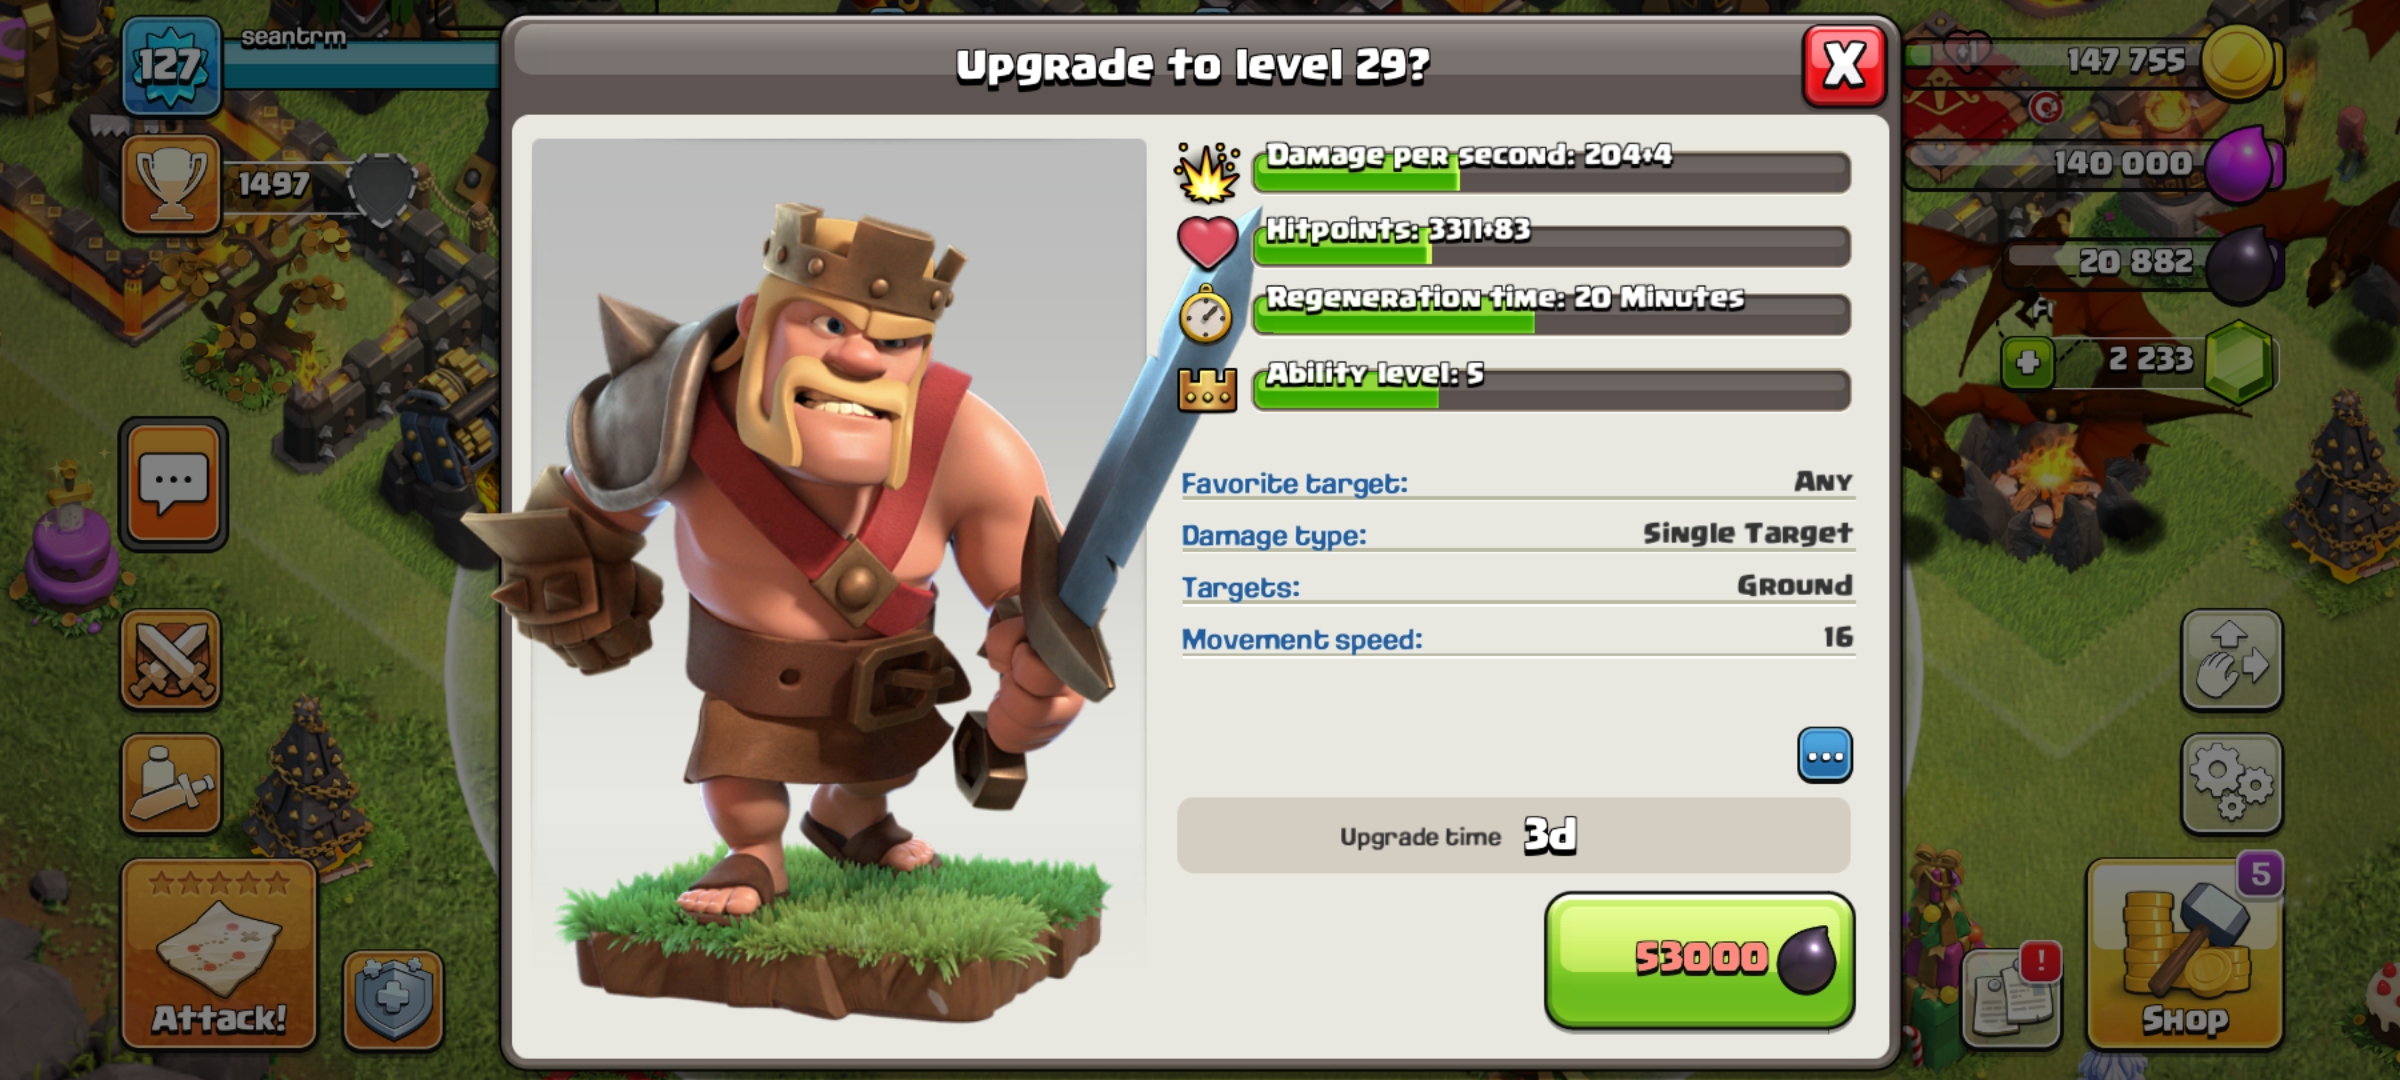 127
seantrm
Upgrade to level 29?
X
147 755
1497
140 000
20 882
2 233
Damage per second: 204+4
Hitpoints: 3311+83
Regeneration time: 20 Minutes
Ability level: 5
Favorite target: Any
Damage type: Single Target
Targets: Ground
Movement speed: 16
Upgrade time 3d
53000
Attack!
5
!
Shop